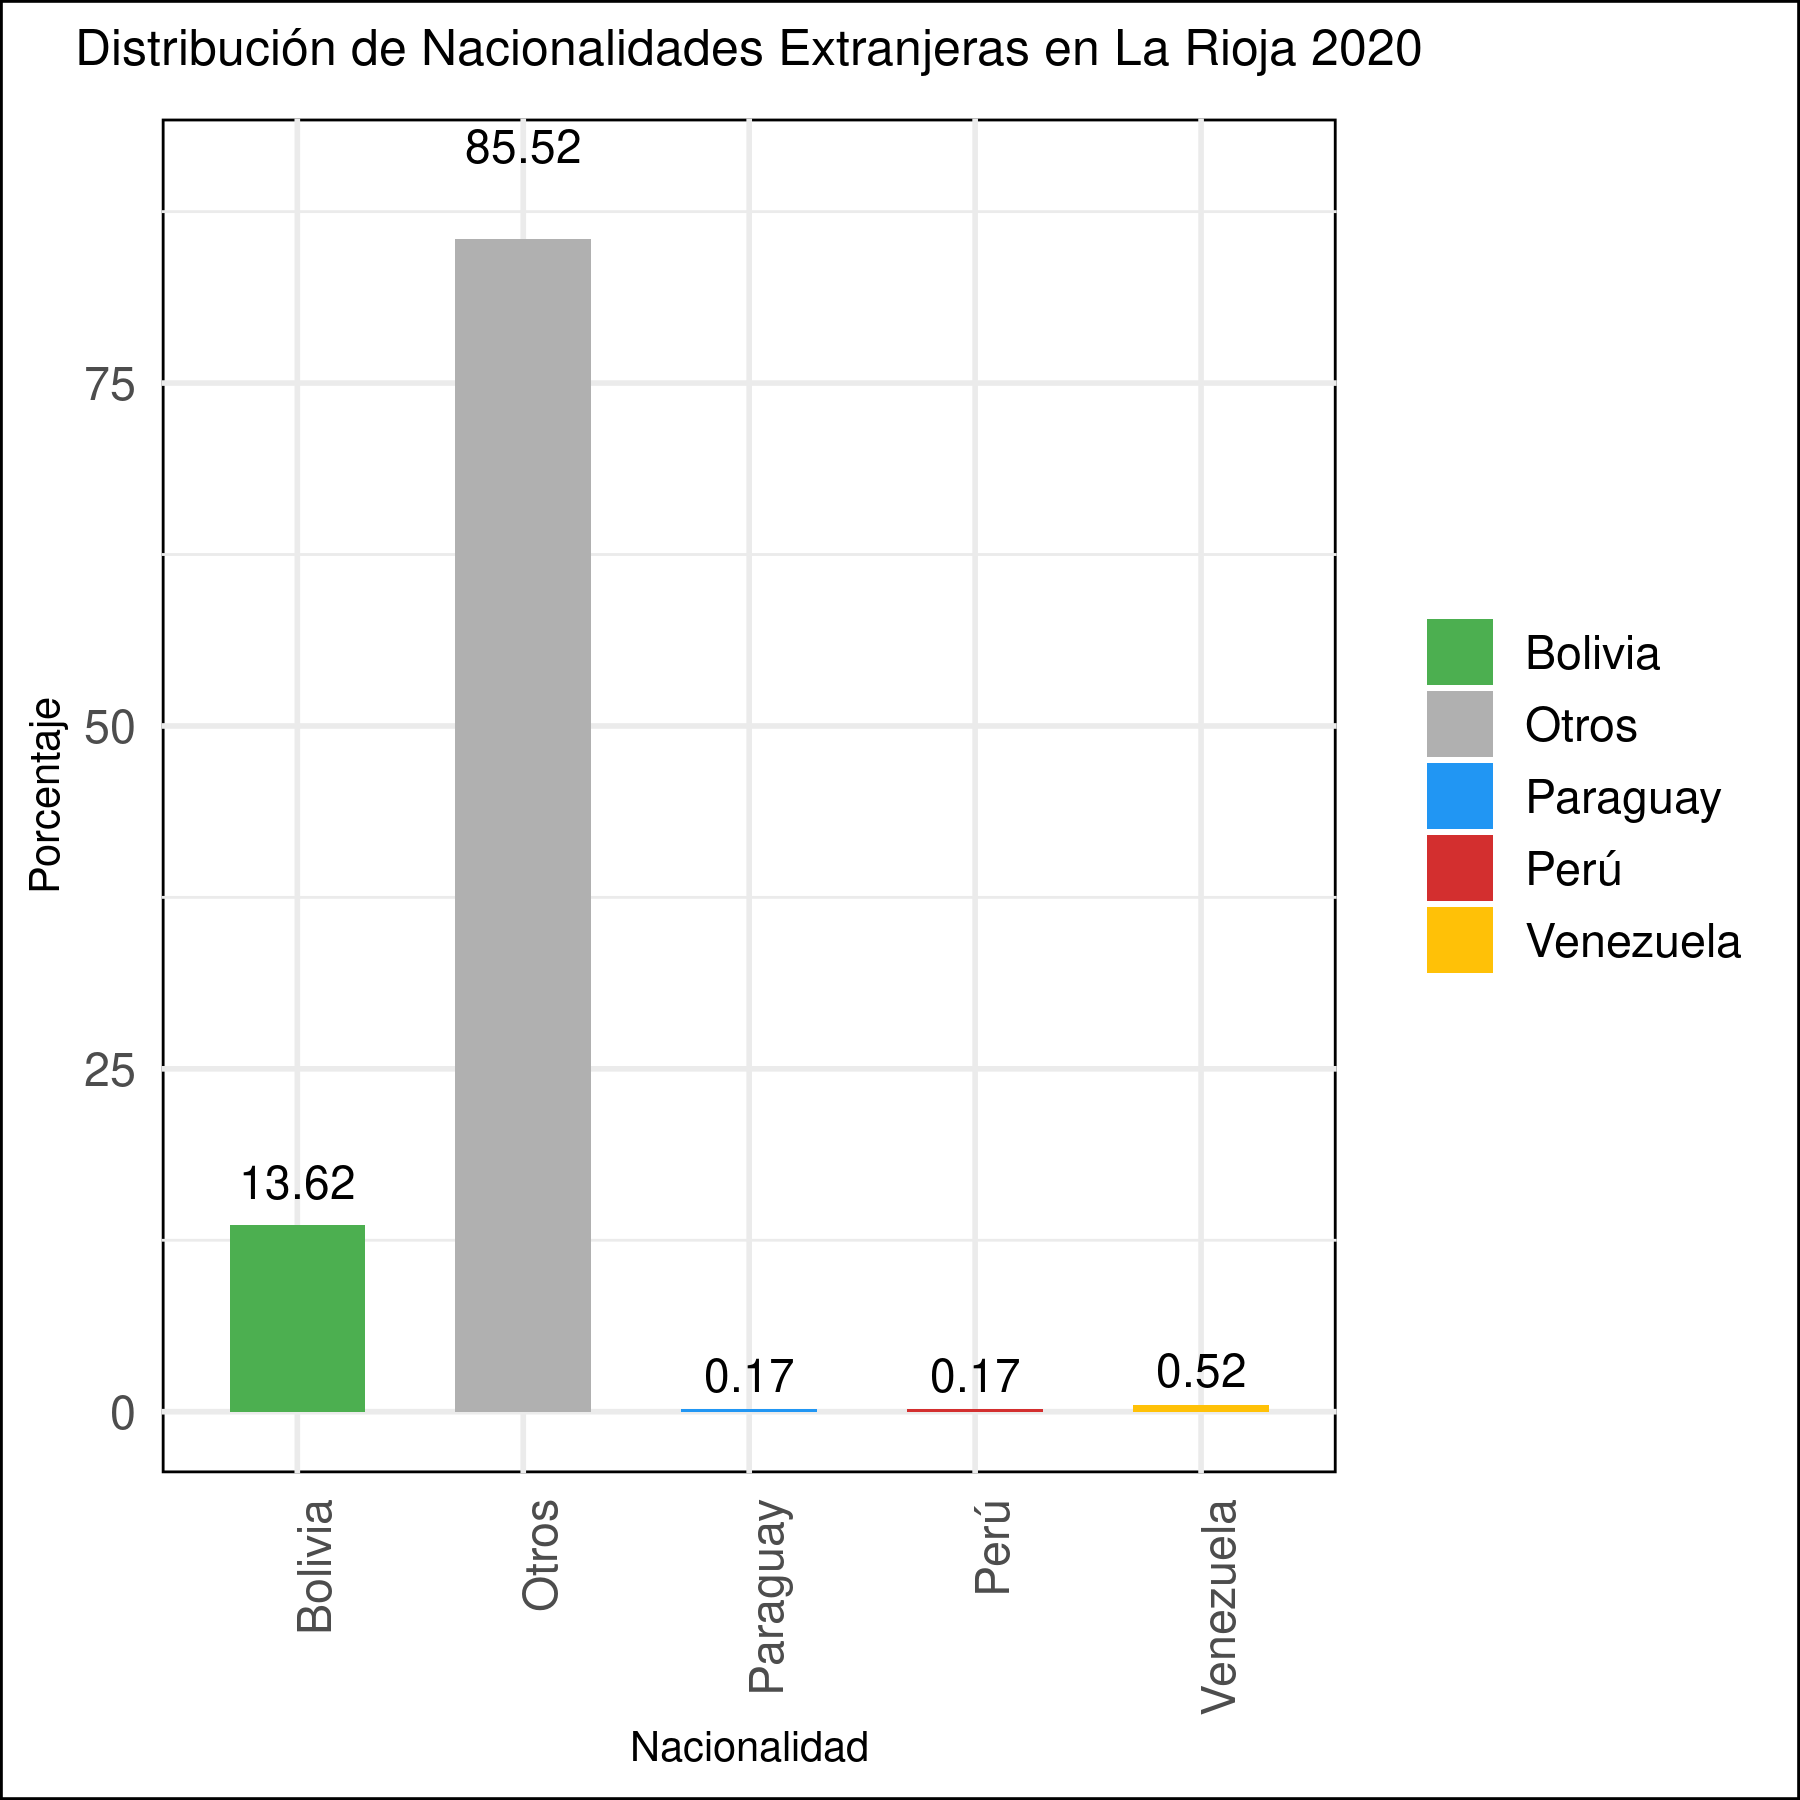 Distribución de Nacionalidades Extranjeras en La Rioja 2020
Porcentaje
75
50
25
0
85.52
13.62
0.17
0.17
0.52
Bolivia
Otros
Paraguay
Perú
Venezuela
Nacionalidad
Bolivia
Otros
Paraguay
Perú
Venezuela